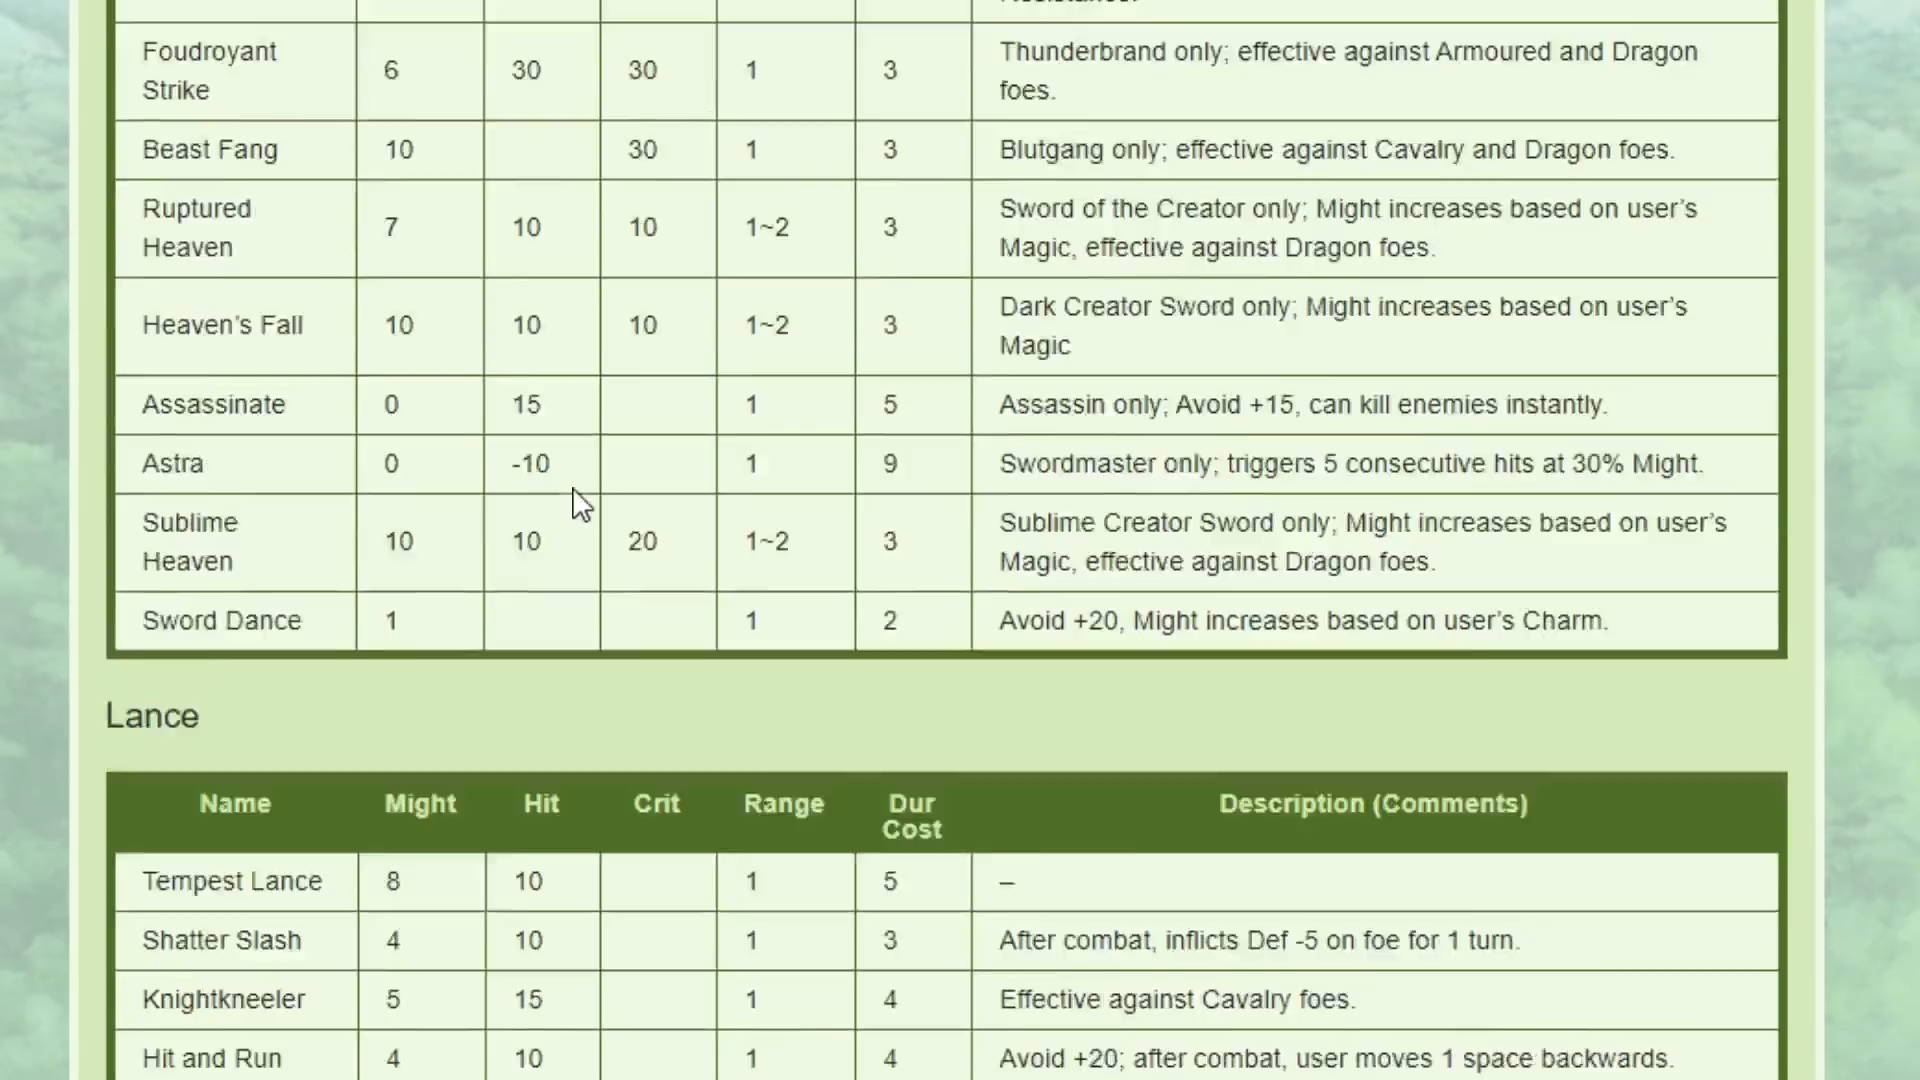 Foudroyant
Strike
6
30
30
1
3
Thunderbrand only; effective against Armoured and Dragon
foes.
Beast Fang
10
30
1
3
Blutgang only; effective against Cavalry and Dragon foes.
Ruptured
Heaven
7
10
10
1~2
3
Sword of the Creator only; Might increases based on user’s
Magic, effective against Dragon foes.
Heaven’s Fall
10
10
10
1~2
3
Dark Creator Sword only; Might increases based on user’s
Magic
Assassinate
0
15
1
5
Assassin only; Avoid +15, can kill enemies instantly.
Astra
0
-10
1
9
Swordmaster only; triggers 5 consecutive hits at 30% Might.
Sublime
Heaven
10
10
20
1~2
3
Sublime Creator Sword only; Might increases based on user’s
Magic, effective against Dragon foes.
Sword Dance
1
1
2
Avoid +20, Might increases based on user’s Charm.
Lance
Name
Might
Hit
Crit
Range
Dur
Cost
Description (Comments)
Tempest Lance
8
10
1
5
–
Shatter Slash
4
10
1
3
After combat, inflicts Def -5 on foe for 1 turn.
Knightkneeler
5
15
1
4
Effective against Cavalry foes.
Hit and Run
4
10
1
4
Avoid +20; after combat, user moves 1 space backwards.